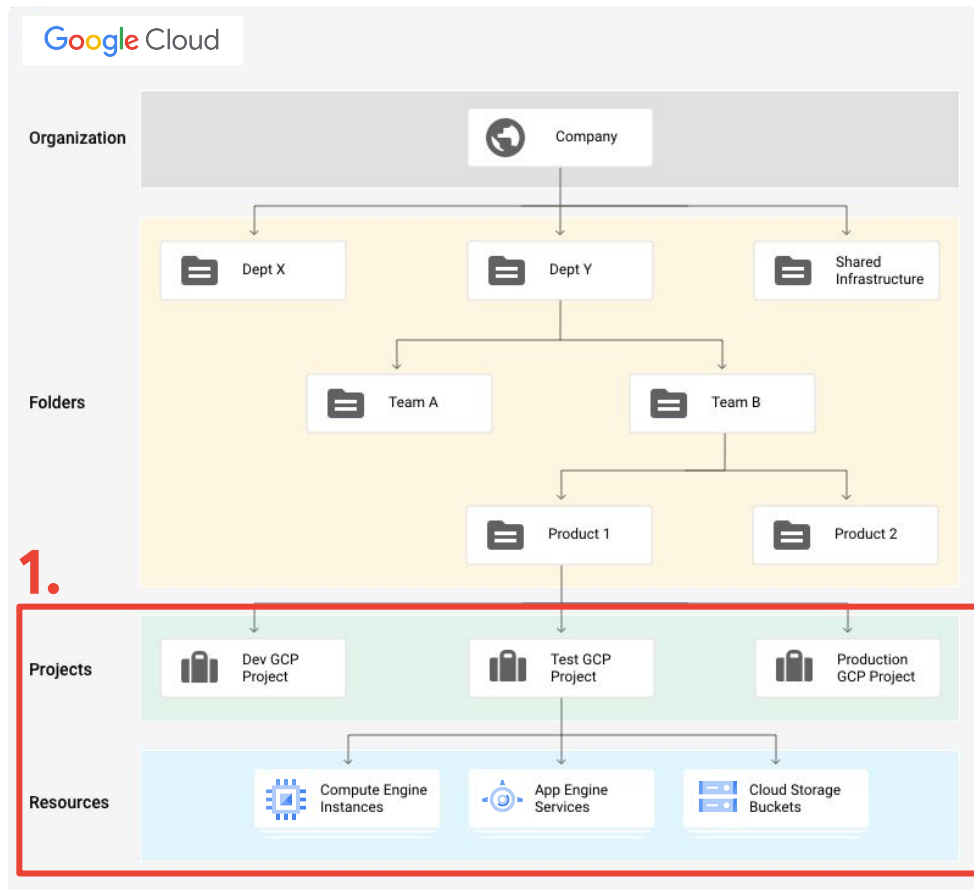 Google Cloud
Organization
Company
Dept X
Dept Y
Shared
Infrastructure
Folders
Team A
Team B
Product 1
Product 2
1.
Projects
Dev GCP
Project
Test GCP
Project
Production
GCP Project
Resources
Compute Engine
Instances
App Engine
Services
Cloud Storage
Buckets